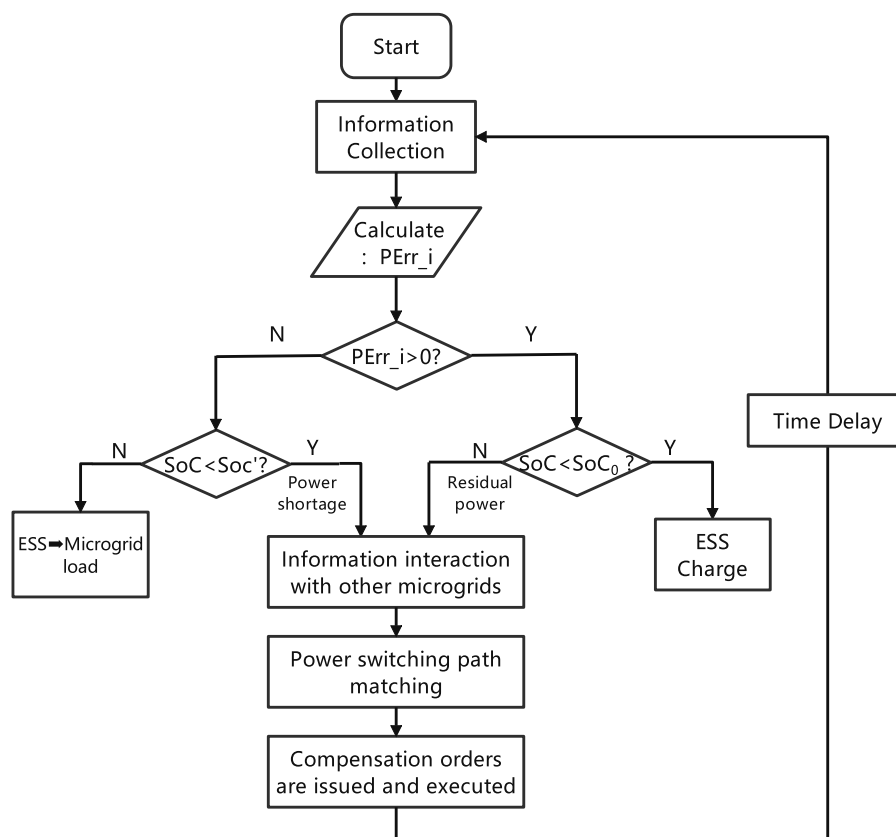 Start
Information
Collection
Calculate
: PErr_i
N
Y
PErr_i>0?
Time Delay
N
SoC<Soc'?
Y
N
SoC<SoC₀ ?
Y
Power
shortage
Residual
power
ESS➡Microgrid
load
Information interaction
with other microgrids
ESS
Charge
Power switching path
matching
Compensation orders
are issued and executed